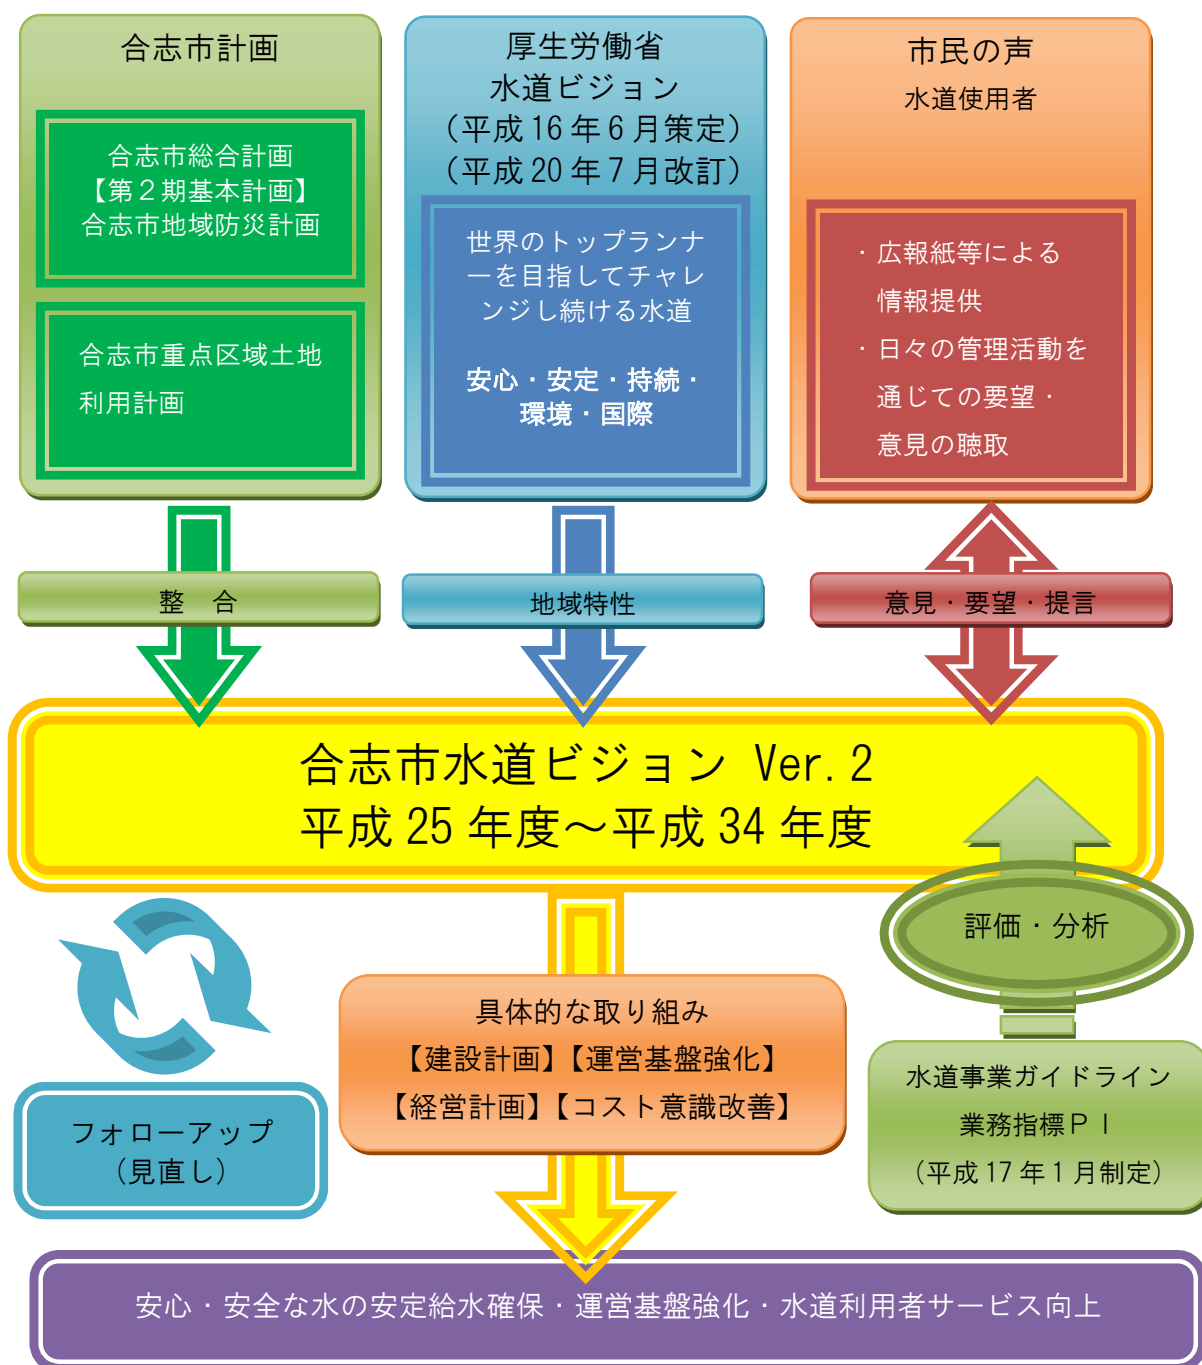 合志市計画
合志市総合計画
【第２期基本計画】
合志市地域防災計画
合志市重点区域土地
利用計画
厚生労働省
水道ビジョン
（平成 16 年 6 月策定）
（平成 20 年 7 月改訂）
世界のトップランナ
ーを目指してチャレ
ンジし続ける水道
安心・安定・持続・
環境・国際
市民の声
水道使用者
・広報紙等による
情報提供
・日々の管理活動を
通じての要望・
意見の聴取
整　合
地域特性
意見・要望・提言
合志市水道ビジョン Ver. 2
平成 25 年度～平成 34 年度
評価・分析
具体的な取り組み
【建設計画】【運営基盤強化】
【経営計画】【コスト意識改善】
水道事業ガイドライン
業務指標ＰＩ
（平成 17 年 1 月制定）
フォローアップ
（見直し）
安心・安全な水の安定給水確保・運営基盤強化・水道利用者サービス向上